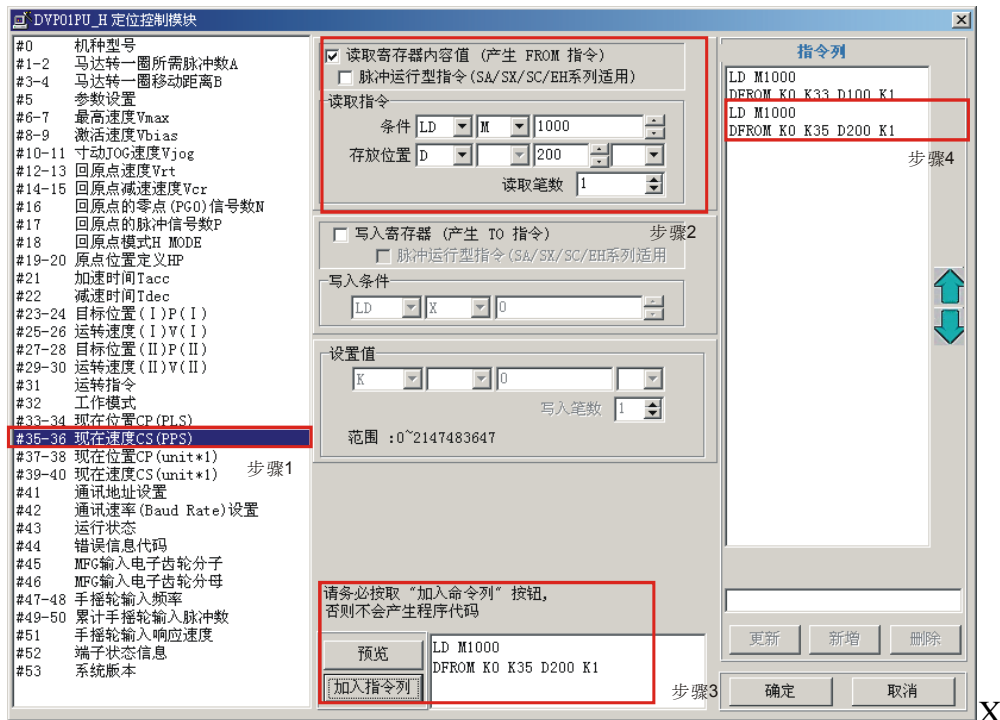 DVP01PU_H 定位控制模块
#0 机种型号
#1-2 马达转一圈所需脉冲数A
#3-4 马达转一圈移动距离B
#5 参数设置
#6-7 最高速度Vmax
#8-9 激活速度Vbias
#10-11 寸动JOG速度Vjog
#12-13 回原点速度Vrt
#14-15 回原点减速速度Vcr
#16 回原点的零点(PG0)信号数N
#17 回原点的脉冲信号数P
#18 回原点模式H MODE
#19-20 原点位置定义HP
#21 加速时间Tacc
#22 减速时间Tdec
#23-24 目标位置(I)P(I)
#25-26 运转速度(I)V(I)
#27-28 目标位置(II)P(II)
#29-30 运转速度(II)V(II)
#31 运转指令
#32 工作模式
#33-34 现在位置CP(PLS)
#35-36 现在速度CS(PPS)
#37-38 现在位置CP(unit*1)
#39-40 现在速度CS(unit*1)
步骤1
#41 通讯地址设置
#42 通讯速率(Baud Rate)设置
#43 运行状态
#44 错误信息代码
#45 MFG输入电子齿轮分子
#46 MFG输入电子齿轮分母
#47-48 手摇轮输入频率
#49-50 累计手摇轮输入脉冲数
#51 手摇轮输入响应速度
#52 端子状态信息
#53 系统版本
读取寄存器内容值 (产生 FROM 指令)
脉冲运行型指令(SA/SX/SC/EH系列适用)
读取指令
条件 LD M 1000
存放位置 D 200
读取笔数 1
写入寄存器 (产生 TO 指令)
步骤2
脉冲运行型指令(SA/SX/SC/EH系列适用
写入条件
LD X 0
设置值
K 0
写入笔数 1
范围 :0~2147483647
请务必按取 “加入命令列” 按钮,
否则不会产生程序代码
预览
加入指令列
LD M1000
DFROM K0 K35 D200 K1
步骤3
指令列
LD M1000
DFROM K0 K33 D100 K1
LD M1000
DFROM K0 K35 D200 K1
步骤4
更新 新增 删除
确定 取消
X